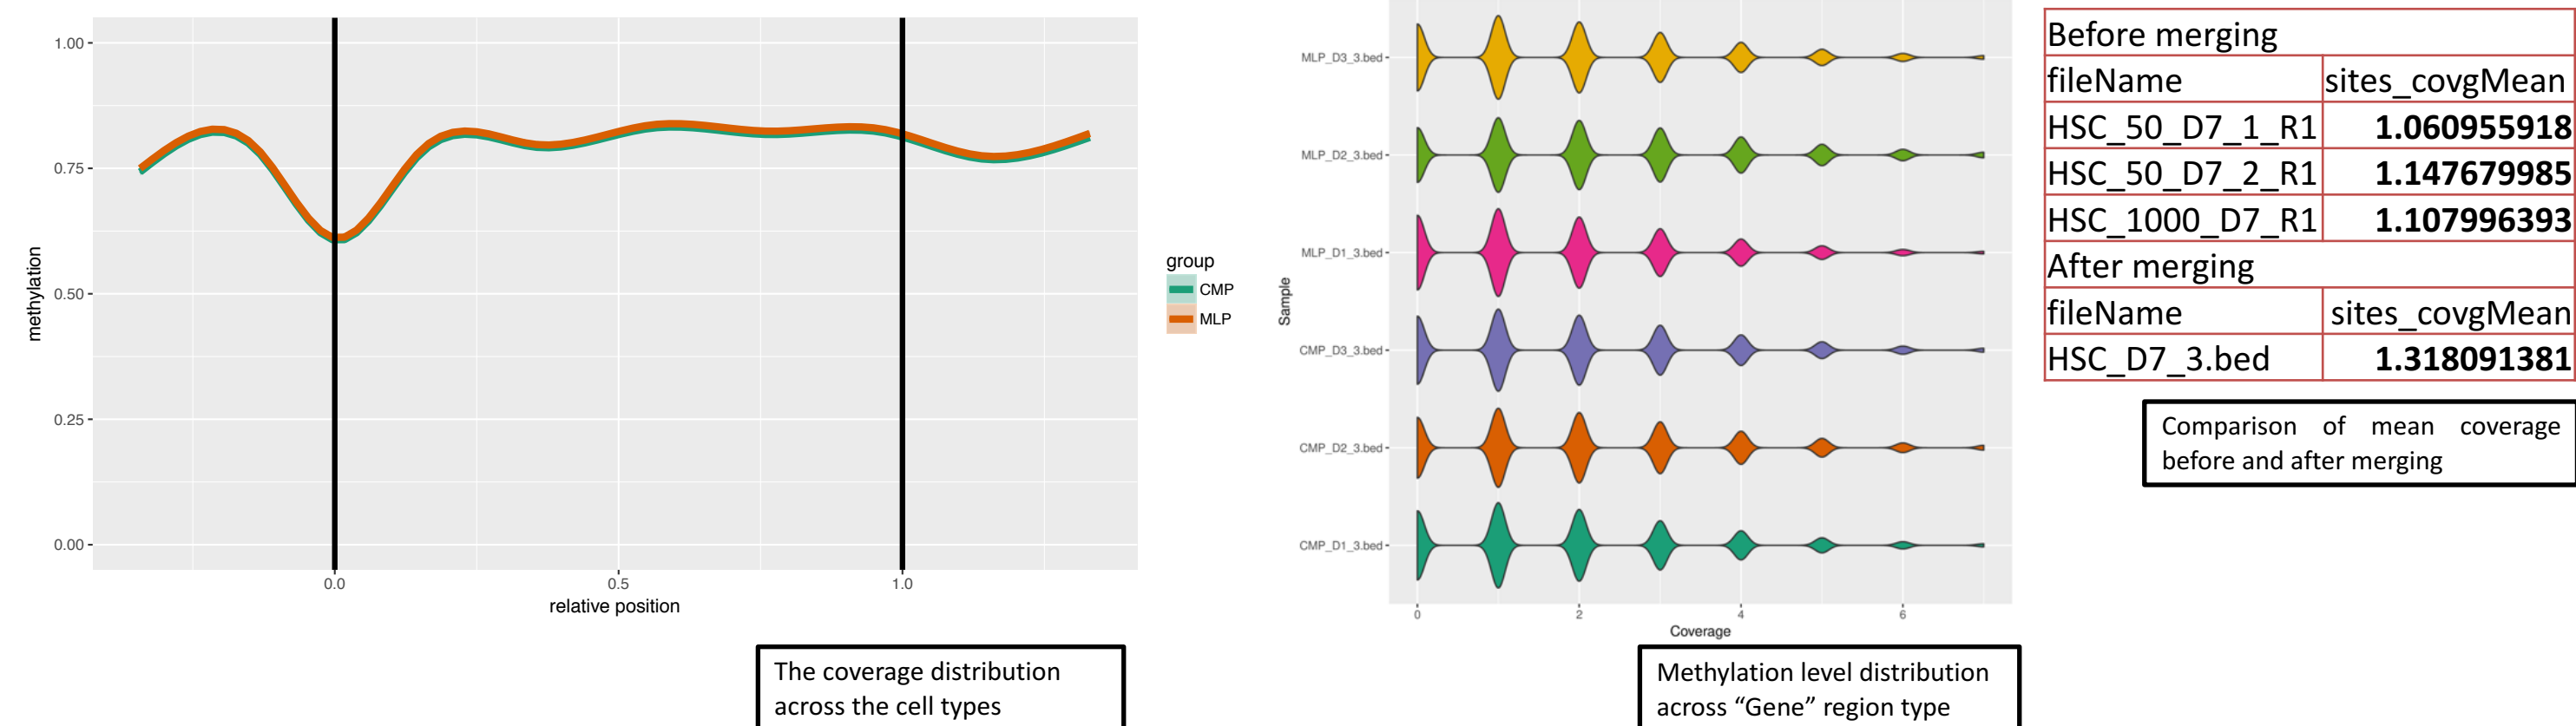 1.00
0.75
0.50
0.25
0.00
methylation
0.0 0.5 1.0
relative position
group
CMP
MLP
The coverage distribution
across the cell types
Sample
MLP_D3_3.bed
MLP_D2_3.bed
MLP_D1_3.bed
CMP_D3_3.bed
CMP_D2_3.bed
CMP_D1_3.bed
0 2 4 6
Coverage
Methylation level distribution
across “Gene” region type
Before merging
fileName sites_covgMean
HSC_50_D7_1_R1 1.060955918
HSC_50_D7_2_R1 1.147679985
HSC_1000_D7_R1 1.107996393
After merging
fileName sites_covgMean
HSC_D7_3.bed 1.318091381
Comparison of mean coverage
before and after merging